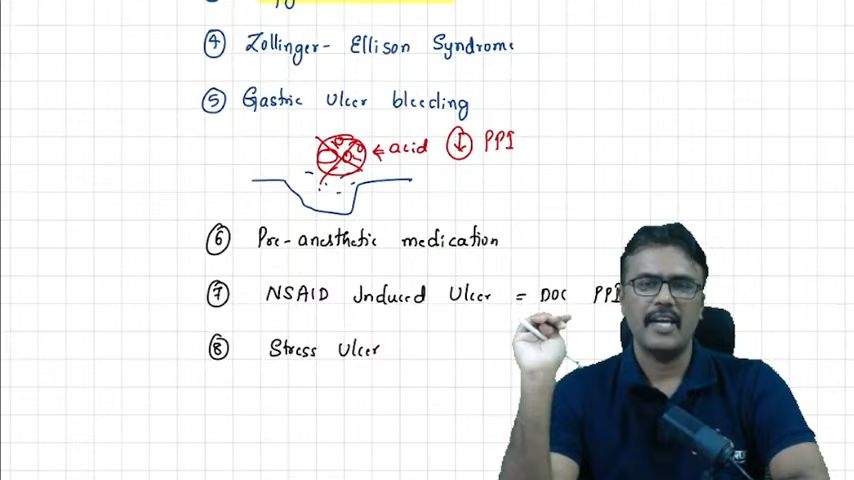 ④ Zollinger- Ellison Syndrome
⑤ Gastric Ulcer bleeding
←acid ↓ PPI
⑥ Pre-anesthetic medication
⑦ NSAID Induced Ulcer = DOC PPI
⑧ Stress Ulcer